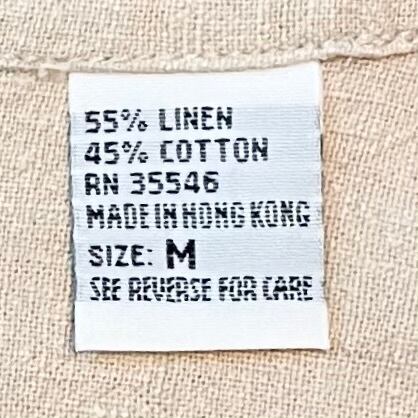 55% LINEN
45% COTTON
RN 35546
MADE IN HONG KONG
SIZE: M
SEE REVERSE FOR CARE